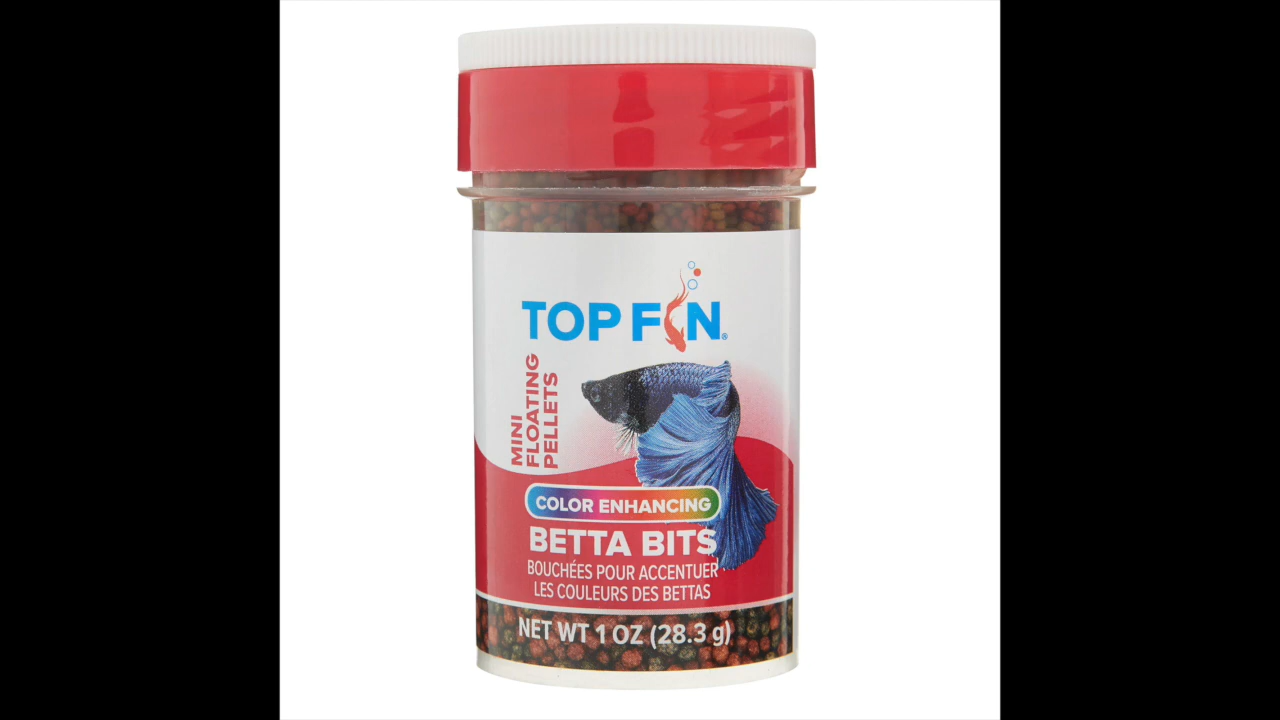 TOP FIN®
MINI
FLOATING
PELLETS
COLOR ENHANCING
BETTA BITS
BOUCHÉES POUR ACCENTUER
LES COULEURS DES BETTAS
NET WT 1 OZ (28.3 g)